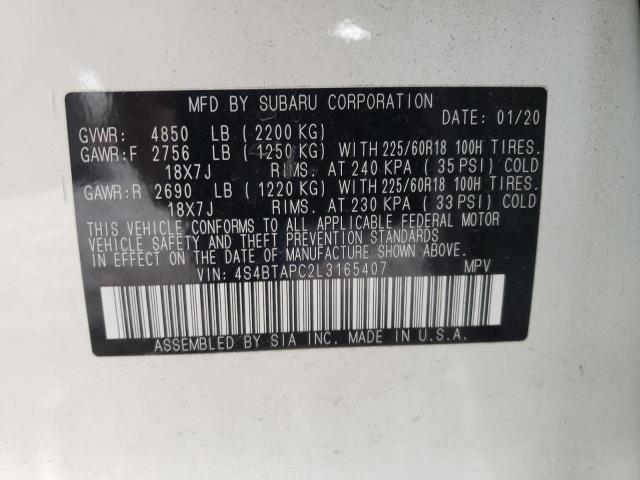 MFD BY SUBARU CORPORATION
DATE: 01/20
GVWR: 4850 LB (2200 KG)
GAWR:F 2756 LB (1250 KG) WITH 225/60R18 100H TIRES.
18X7J RIMS. AT 240 KPA (35 PSI) COLD
GAWR:R 2690 LB (1220 KG) WITH 225/60R18 100H TIRES.
18X7J RIMS. AT 230 KPA (33 PSI) COLD
THIS VEHICLE CONFORMS TO ALL APPLICABLE FEDERAL MOTOR
VEHICLE SAFETY AND THEFT PREVENTION STANDARDS
IN EFFECT ON THE DATE OF MANUFACTURE SHOWN ABOVE.
VIN: 4S4BTAPC2L3165407 MPV
ASSEMBLED BY SIA INC. MADE IN U.S.A.